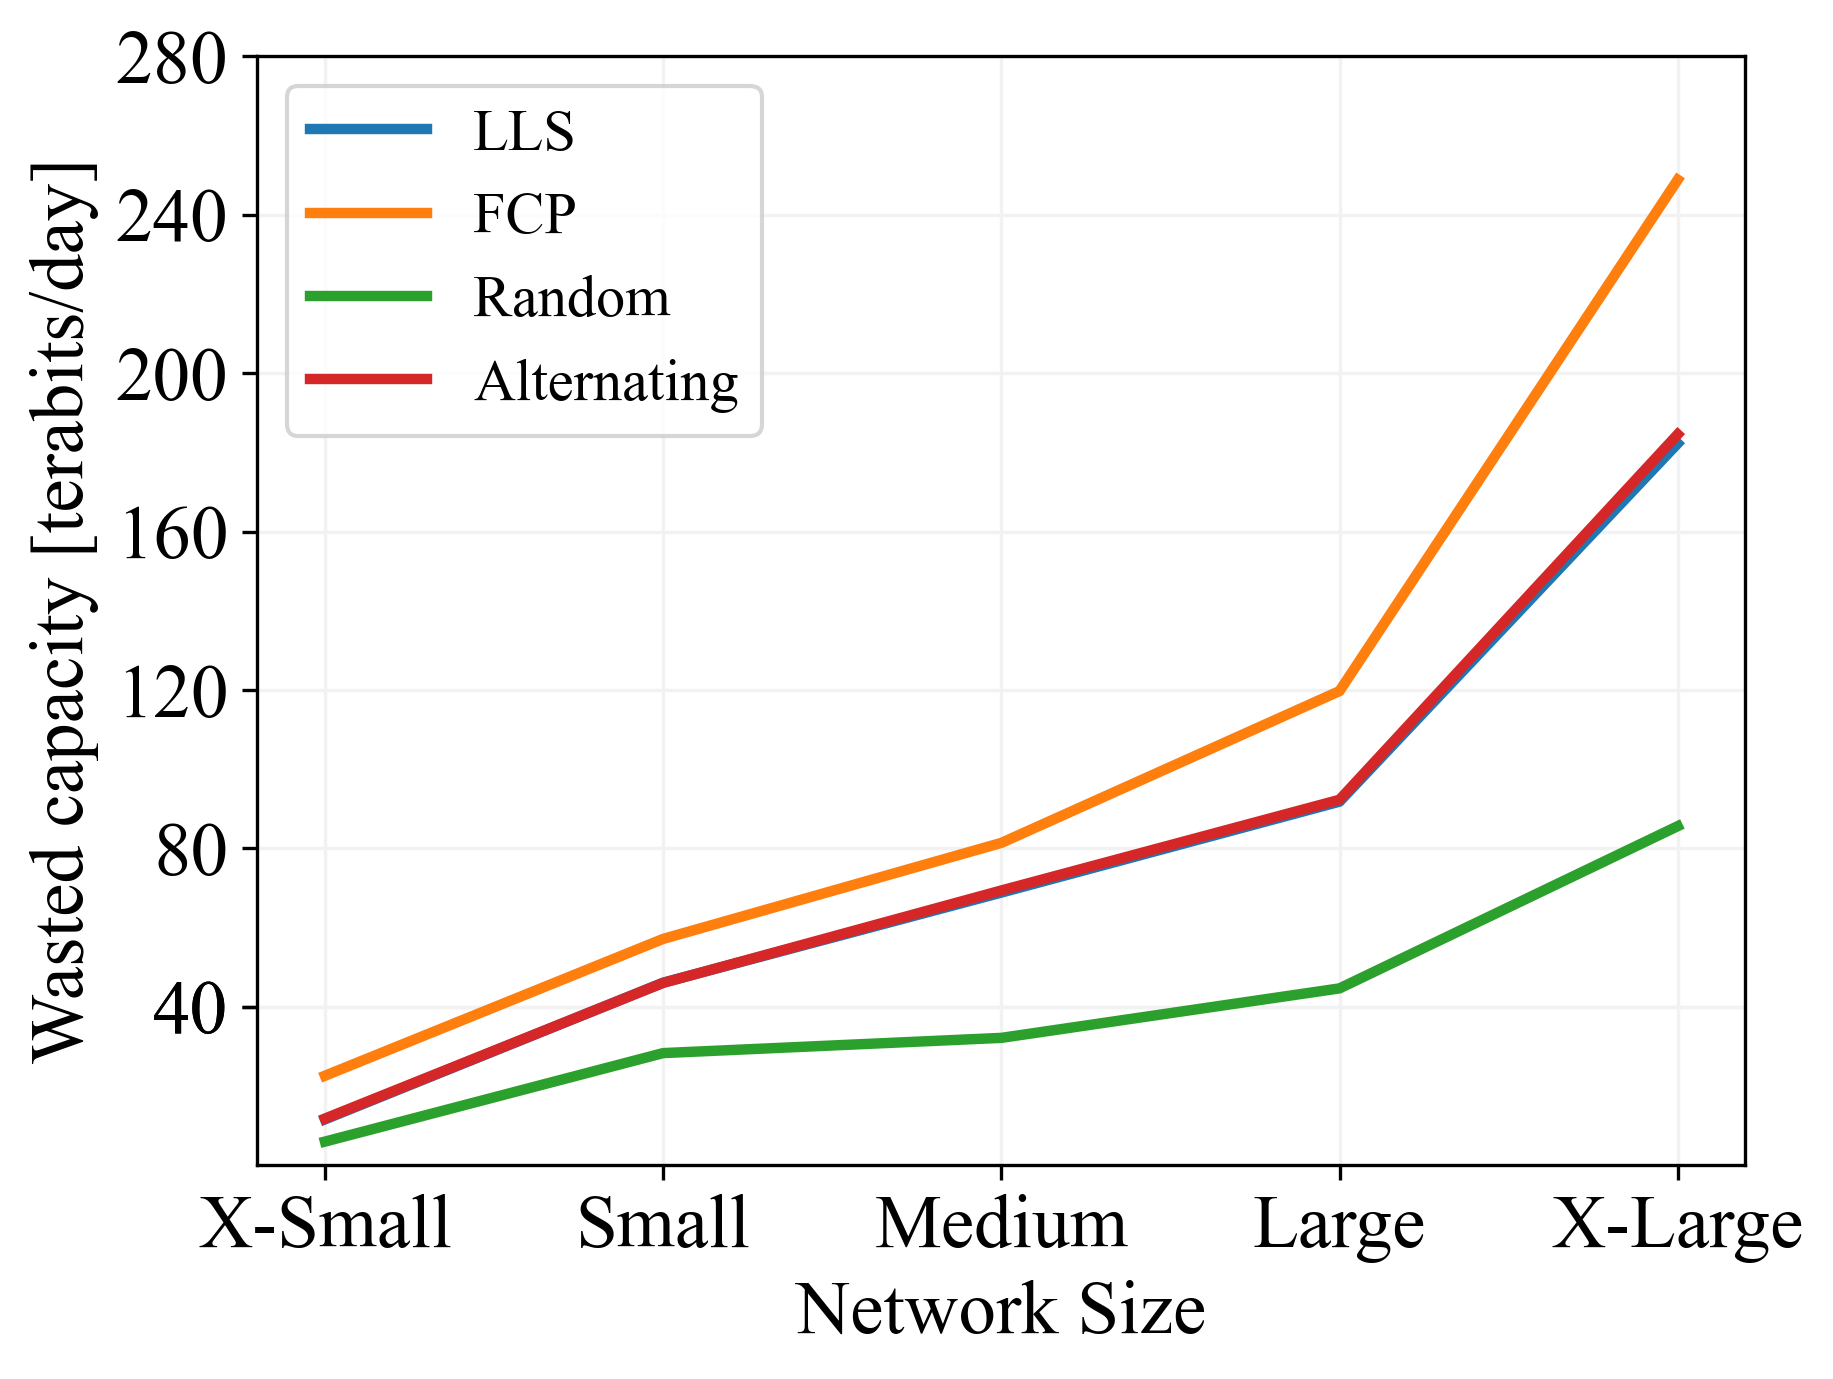 Wasted capacity [terabits/day]
280
240
200
160
120
80
40
LLS
FCP
Random
Alternating
X-Small Small Medium Large X-Large
Network Size